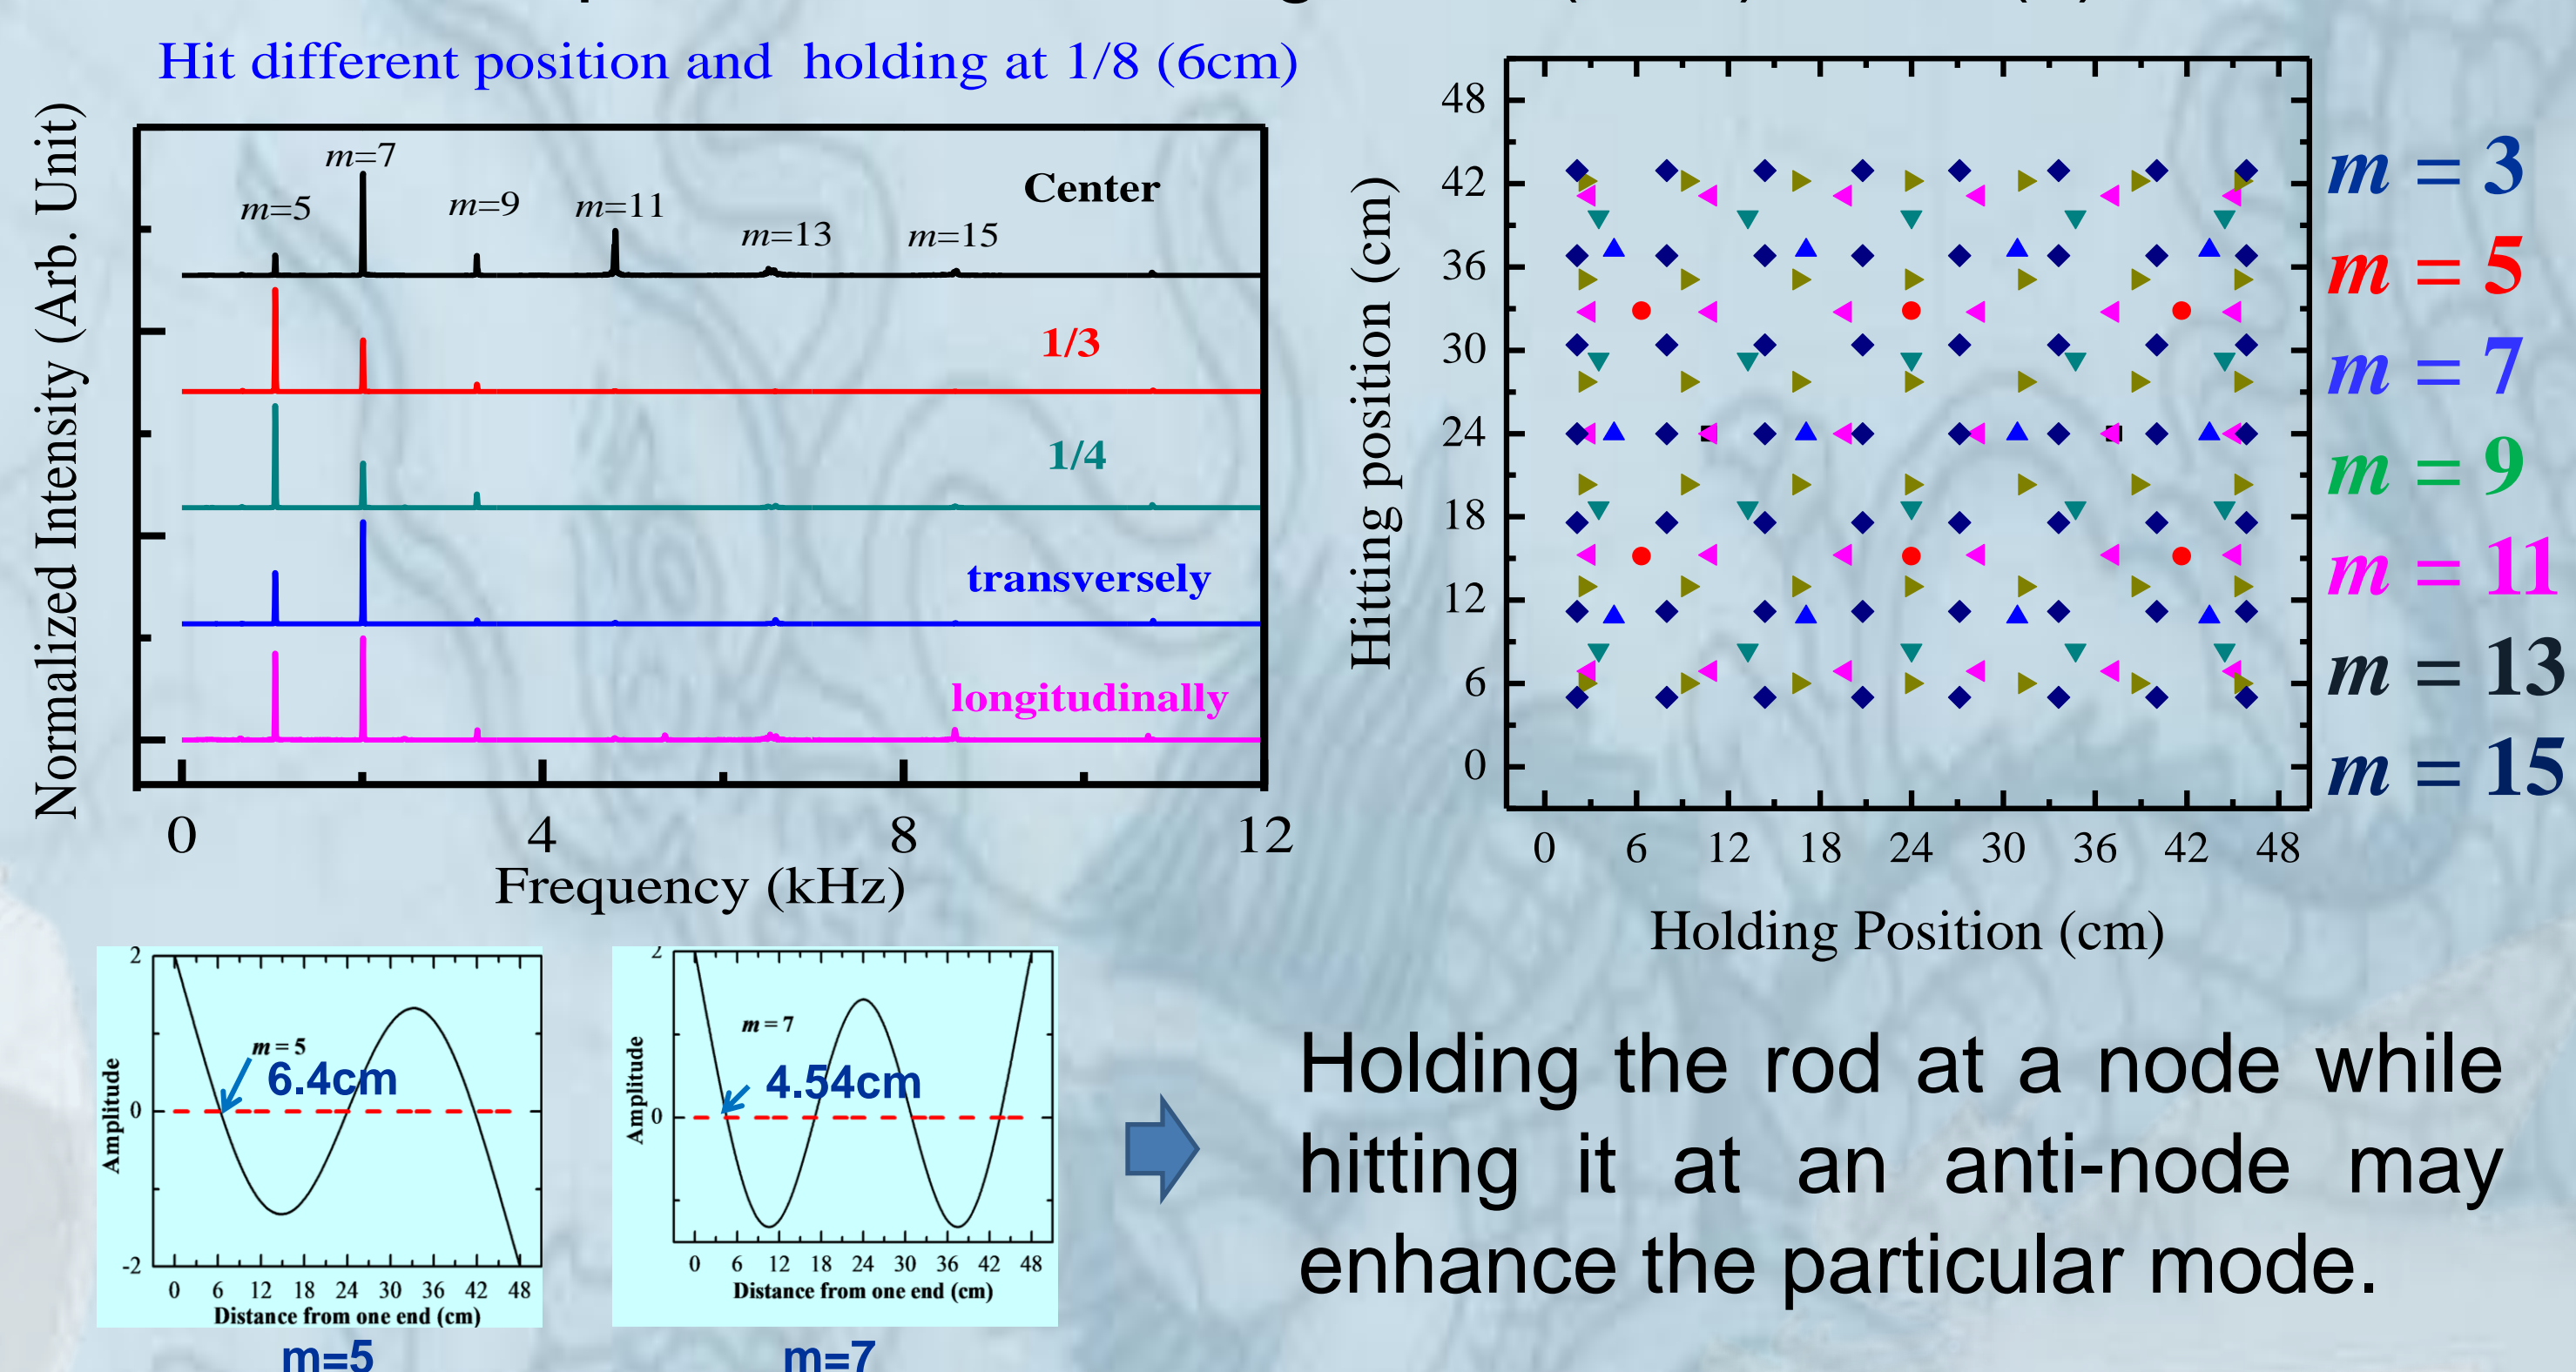 Hit different position and holding at 1/8 (6cm)
Normalized Intensity (Arb. Unit)
m=5
m=7
m=9
m=11
m=13
m=15
Center
1/3
1/4
transversely
longitudinally
0 4 8 12
Frequency (kHz)
Hitting position (cm)
48
42
36
30
24
18
12
6
0
0 6 12 18 24 30 36 42 48
Holding Position (cm)
m = 3
m = 5
m = 7
m = 9
m = 11
m = 13
m = 15
Amplitude
2
0
-2
m = 5
6.4cm
0 6 12 18 24 30 36 42 48
Distance from one end (cm)
m=5
Amplitude
2
0
m = 7
4.54cm
0 6 12 18 24 30 36 42 48
Distance from one end (cm)
m=7
Holding the rod at a node while
hitting it at an anti-node may
enhance the particular mode.